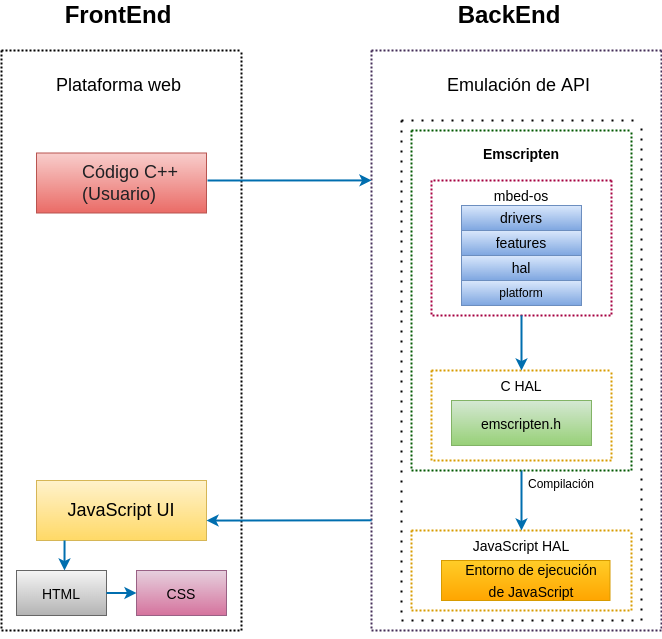 FrontEnd
BackEnd
Plataforma web
Emulación de API
Código C++
(Usuario)
Emscripten
mbed-os
drivers
features
hal
platform
C HAL
emscripten.h
Compilación
JavaScript UI
HTML
CSS
JavaScript HAL
Entorno de ejecución
de JavaScript